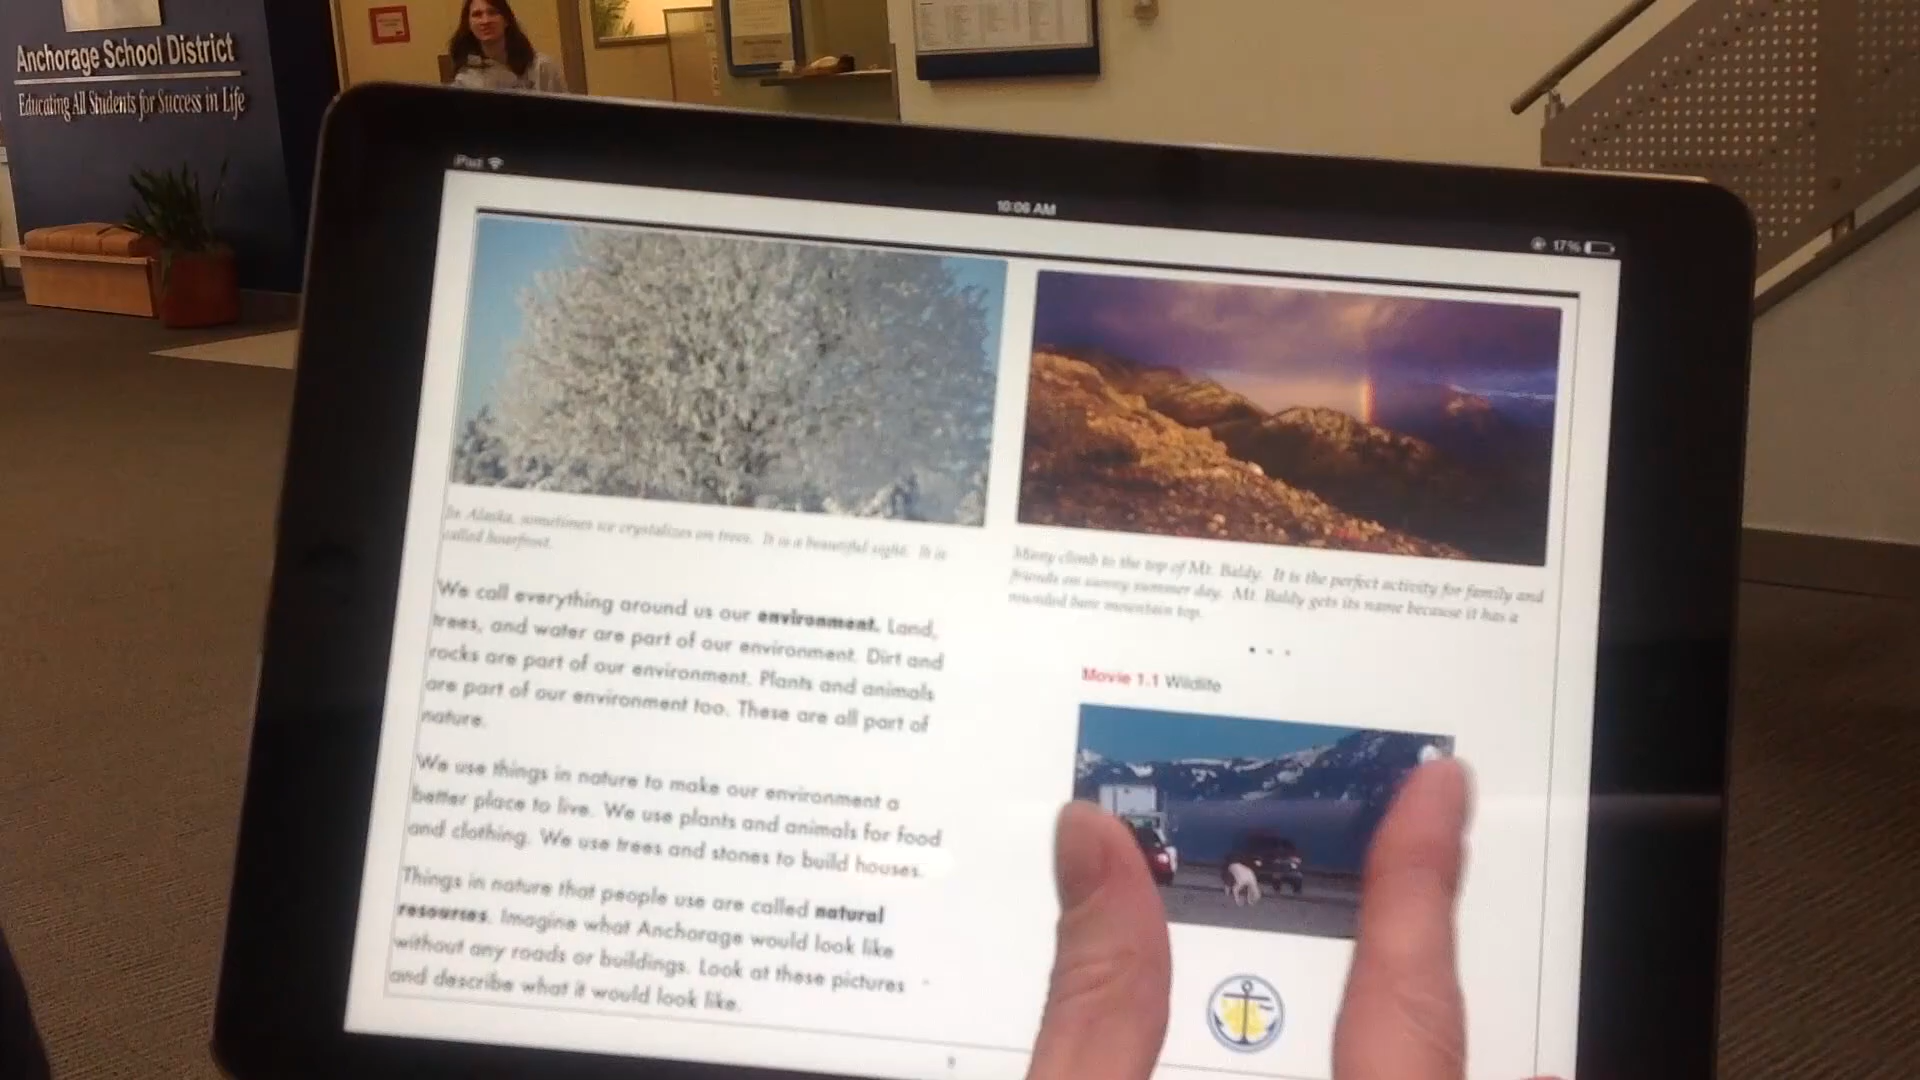 Anchorage School District
Educating All Students for Success in Life
iPad
10:06 AM
17%
In Alaska, sometimes ice crystalizes on trees. It is a beautiful sight. It is
called hourfrost.
We call everything around us our environment. Land,
trees, and water are part of our environment. Dirt and
rocks are part of our environment. Plants and animals
are part of our environment too. These are all part of
nature.
We use things in nature to make our environment a
better place to live. We use plants and animals for food
and clothing. We use trees and stones to build houses.
Things in nature that people use are called natural
resources. Imagine what Anchorage would look like
without any roads or buildings. Look at these pictures
and describe what it would look like.
Many climb to the top of Mt. Baldy. It is the perfect activity for family and
friends on sunny summer day. Mt. Baldy gets its name because it has a
rounded bare mountain top.
Movie 1.1 Wildlife